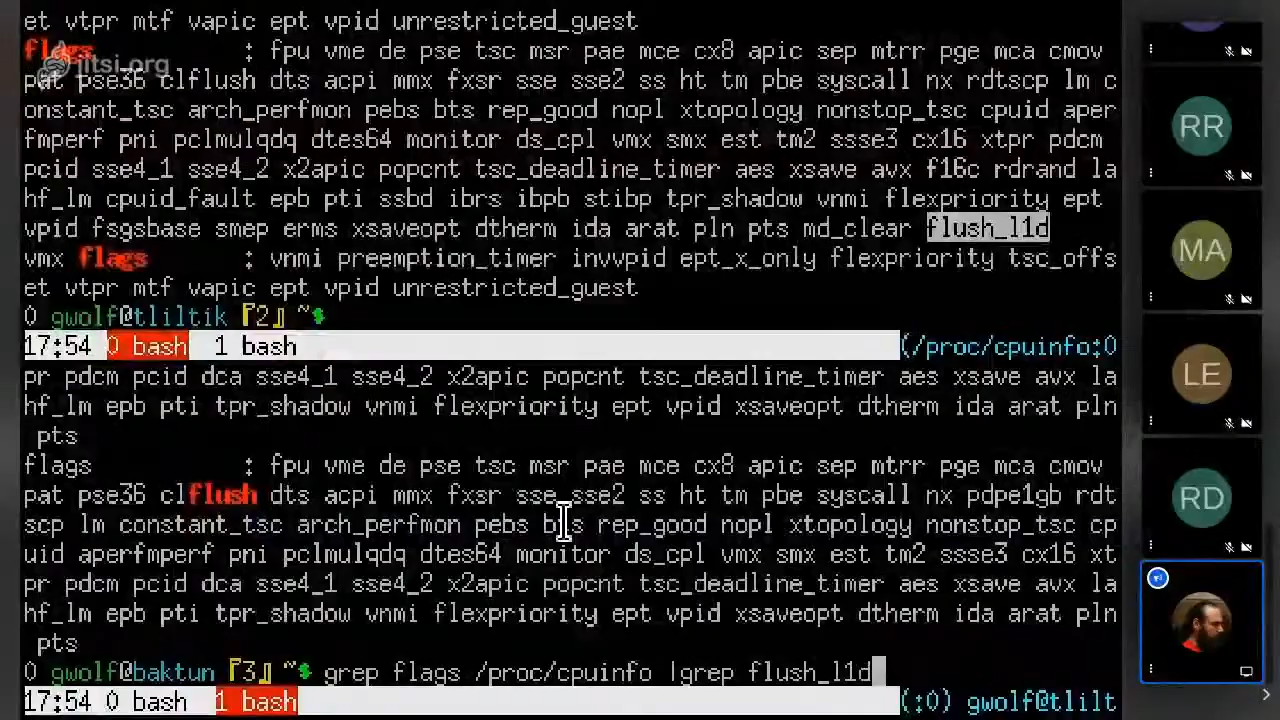 et vtpr mtf vapic ept vpid unrestricted_guest
flags : fpu vme de pse tsc msr pae mce cx8 apic sep mtrr pge mca cmov
jitsi.org
pat pse36 clflush dts acpi mmx fxsr sse sse2 ss ht tm pbe syscall nx rdtscp lm c
onstant_tsc arch_perfmon pebs bts rep_good nopl xtopology nonstop_tsc cpuid aper
fmperf pni pclmulqdq dtes64 monitor ds_cpl vmx smx est tm2 ssse3 cx16 xtpr pdcm
pcid sse4_1 sse4_2 x2apic popcnt tsc_deadline_timer aes xsave avx f16c rdrand la
hf_lm cpuid_fault epb pti ssbd ibrs ibpb stibp tpr_shadow vnmi flexpriority ept
vpid fsgsbase smep erms xsaveopt dtherm ida arat pln pts md_clear flush_l1d
vmx flags : vnmi preemption_timer invvpid ept_x_only flexpriority tsc_offs
et vtpr mtf vapic ept vpid unrestricted_guest
0 gwolf@tliltik 『2』 ~$
17:54 0 bash 1 bash (/proc/cpuinfo:0
pr pdcm pcid dca sse4_1 sse4_2 x2apic popcnt tsc_deadline_timer aes xsave avx la
hf_lm epb pti tpr_shadow vnmi flexpriority ept vpid xsaveopt dtherm ida arat pln
pts
flags : fpu vme de pse tsc msr pae mce cx8 apic sep mtrr pge mca cmov
pat pse36 clflush dts acpi mmx fxsr sse sse2 ss ht tm pbe syscall nx pdpe1gb rdt
scp lm constant_tsc arch_perfmon pebs bts rep_good nopl xtopology nonstop_tsc cp
uid aperfmperf pni pclmulqdq dtes64 monitor ds_cpl vmx smx est tm2 ssse3 cx16 xt
pr pdcm pcid dca sse4_1 sse4_2 x2apic popcnt tsc_deadline_timer aes xsave avx la
hf_lm epb pti tpr_shadow vnmi flexpriority ept vpid xsaveopt dtherm ida arat pln
pts
0 gwolf@baktun 『3』 ~$ grep flags /proc/cpuinfo |grep flush_l1d
17:54 0 bash 1 bash (:0) gwolf@tlilt
RR
MA
LE
RD